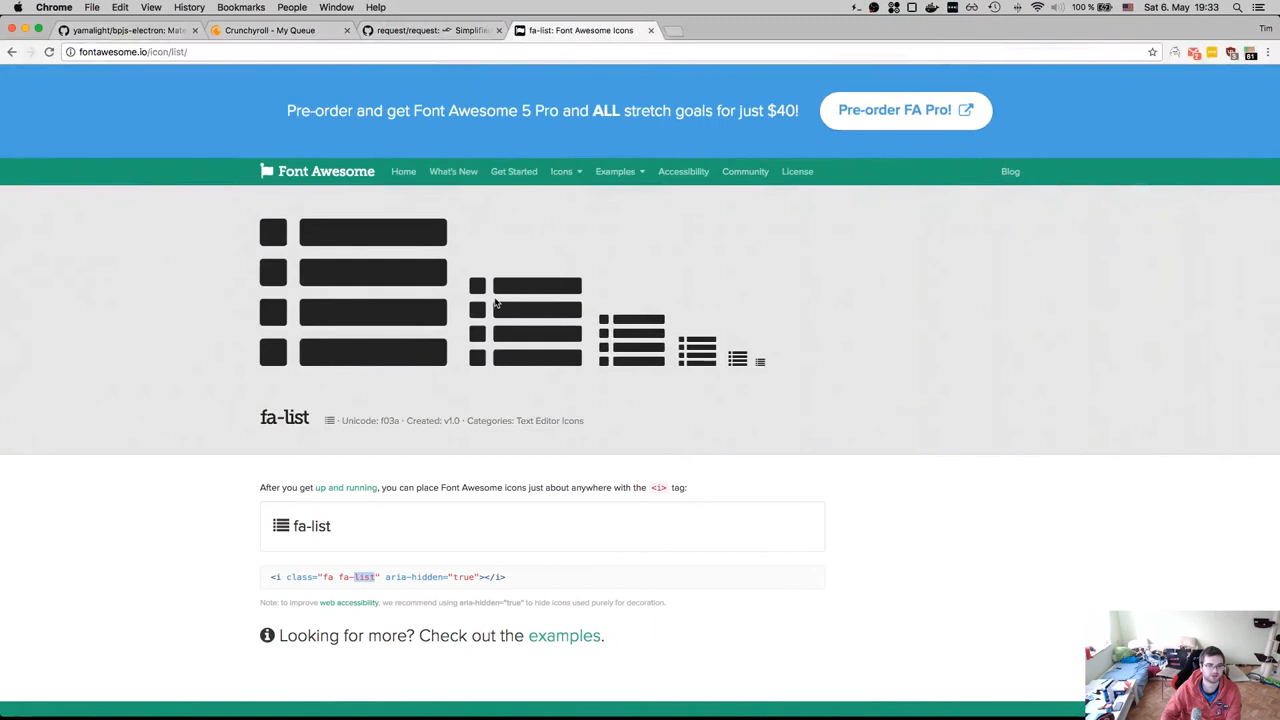 Chrome File Edit View History Bookmarks People Window Help 100 % Sat 6. May 19:33
yamalight/bpjs-electron: Mate Crunchyroll - My Queue request/request: Simplifie fa-list: Font Awesome Icons Tim
fontawesome.io/icon/list/
Pre-order and get Font Awesome 5 Pro and ALL stretch goals for just $40! Pre-order FA Pro!
Font Awesome Home What's New Get Started Icons Examples Accessibility Community License Blog
fa-list · Unicode: f03a · Created: v1.0 · Categories: Text Editor Icons
After you get up and running, you can place Font Awesome icons just about anywhere with the <i> tag:
fa-list
<i class="fa fa-list" aria-hidden="true"></i>
Note: to improve web accessibility, we recommend using aria-hidden="true" to hide icons used purely for decoration.
Looking for more? Check out the examples.